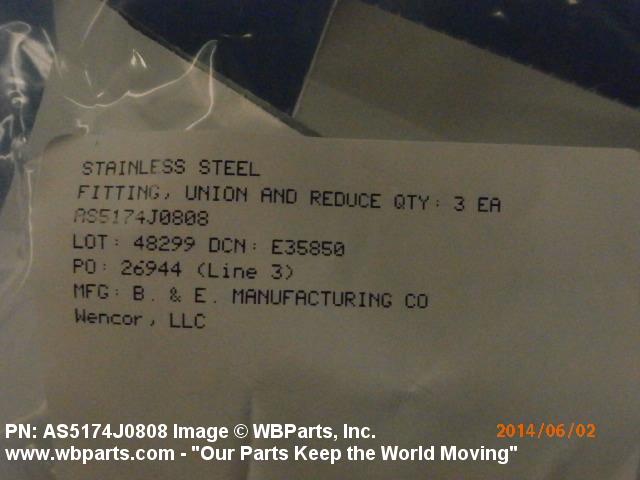 STAINLESS STEEL
FITTING, UNION AND REDUCE QTY: 3 EA
AS5174J0808
LOT: 48299 DCN: E35850
PO: 26944 (Line 3)
MFG: B. & E. MANUFACTURING CO
Wencor, LLC
PN: AS5174J0808 Image © WBParts, Inc.
2014/06/02
www.wbparts.com - "Our Parts Keep the World Moving"